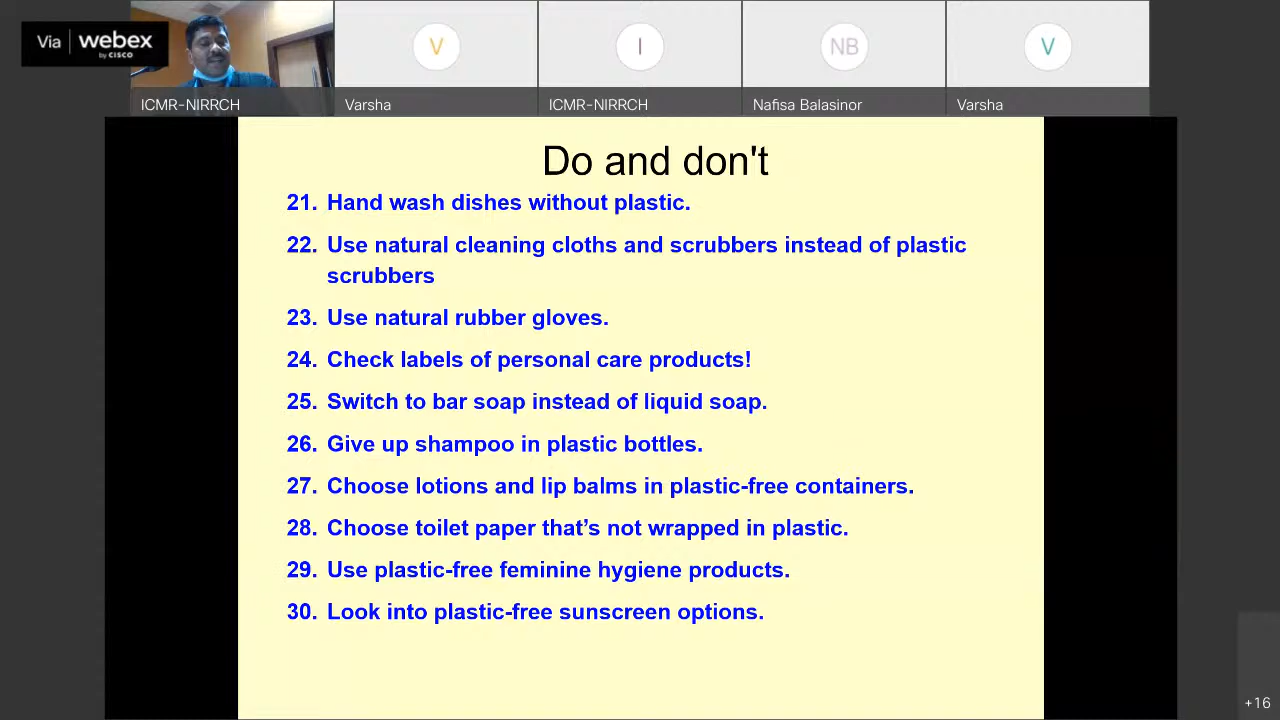 Via webex
by CISCO
V
I
NB
V
ICMR-NIRRCH
Varsha
ICMR-NIRRCH
Nafisa Balasinor
Varsha
Do and don't
21. Hand wash dishes without plastic.
22. Use natural cleaning cloths and scrubbers instead of plastic
scrubbers
23. Use natural rubber gloves.
24. Check labels of personal care products!
25. Switch to bar soap instead of liquid soap.
26. Give up shampoo in plastic bottles.
27. Choose lotions and lip balms in plastic-free containers.
28. Choose toilet paper that’s not wrapped in plastic.
29. Use plastic-free feminine hygiene products.
30. Look into plastic-free sunscreen options.
+16